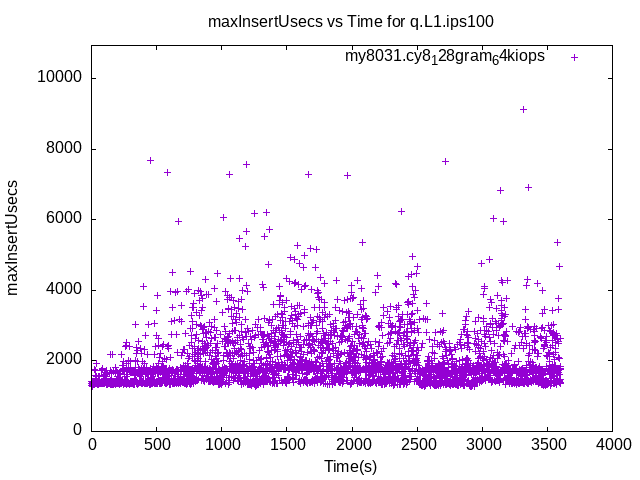 maxInsertUsecs vs Time for q.L1.ips100
my8031.cy8₁28gram₆4kiops
10000
8000
6000
4000
2000
0
maxInsertUsecs
0 500 1000 1500 2000 2500 3000 3500 4000
Time(s)